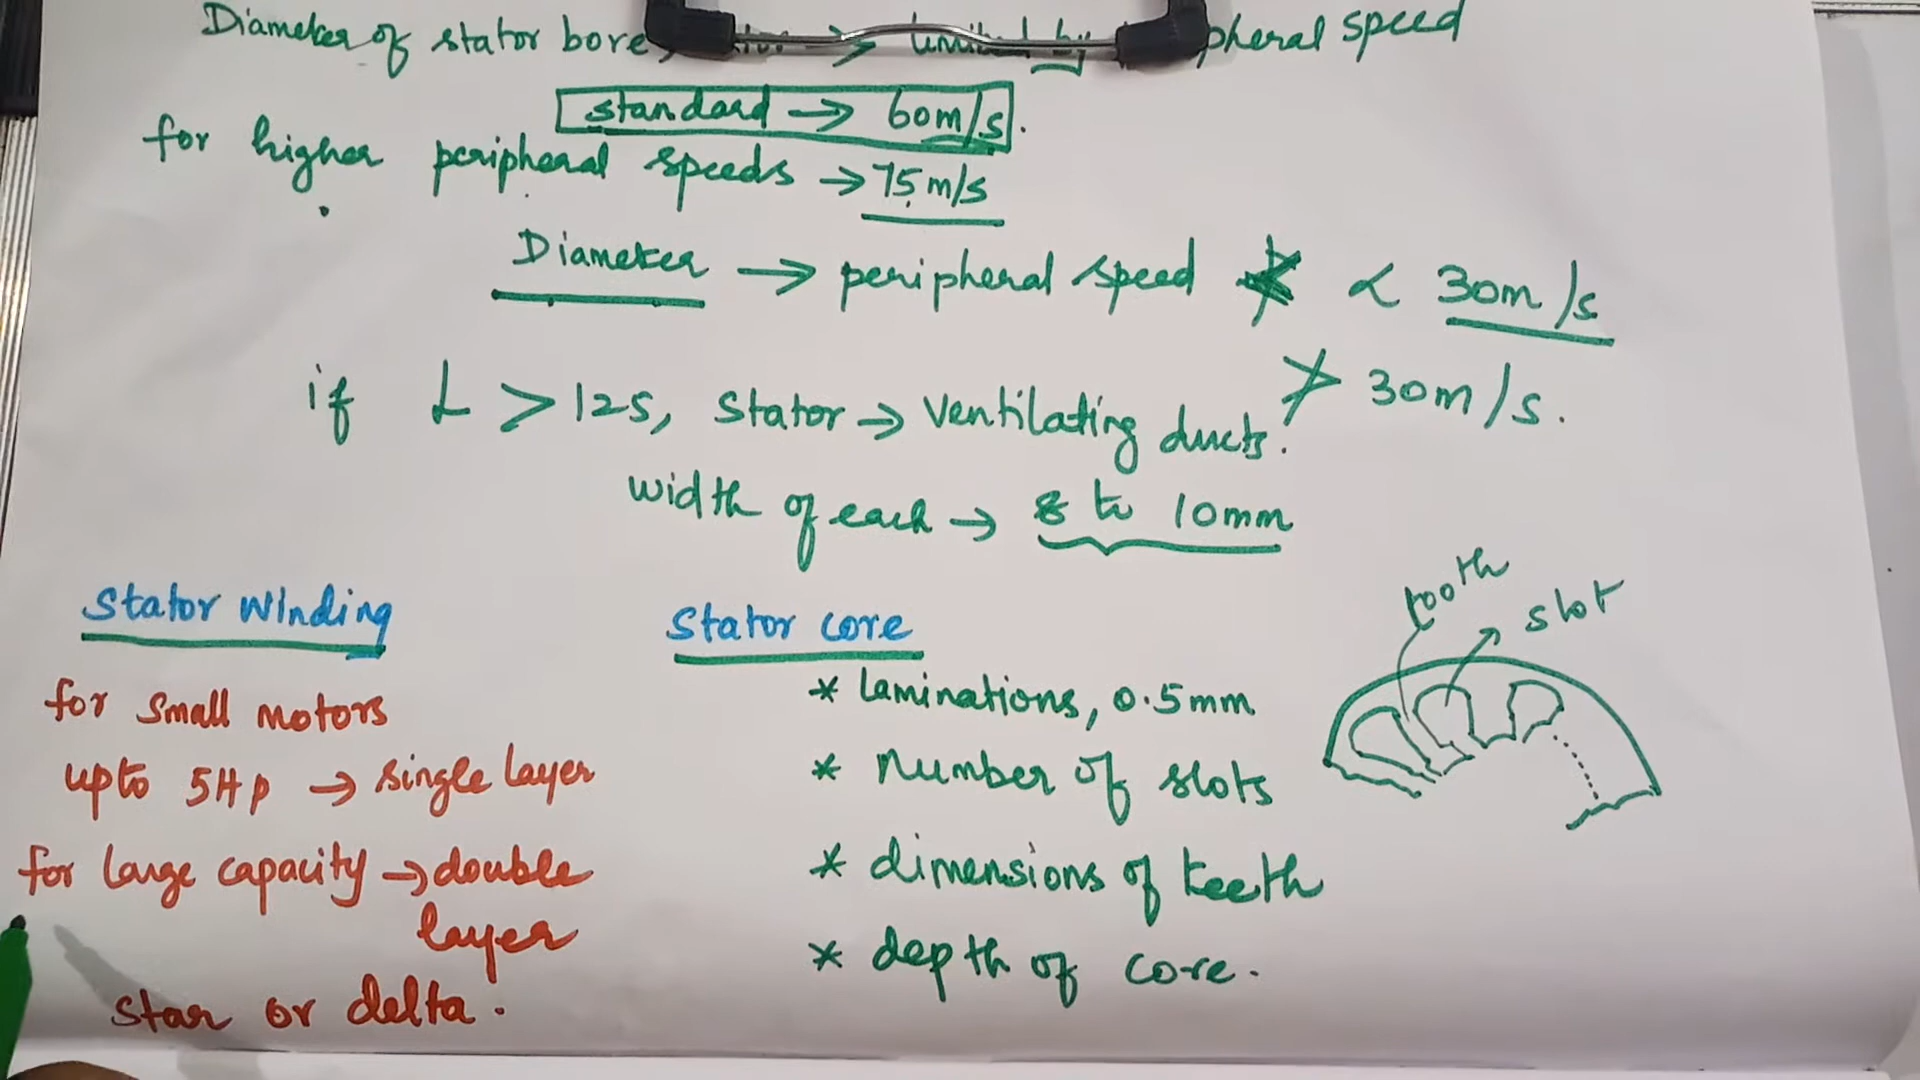 Diameter of stator bore, → limited by pheral speed
standard → 60m/s.
for higher peripheral speeds → 75m/s
Diameter → peripheral speed < 30m/s
≯ 30m/s.
if L > 125, stator → ventilating ducts.
width of each → 8 to 10mm
tooth
slot
Stator Winding
for small motors
upto 5HP → single layer
for large capacity → double
layer
star or delta.
Stator core
* laminations, 0.5mm
* Number of slots
* dimensions of teeth
* depth of core.